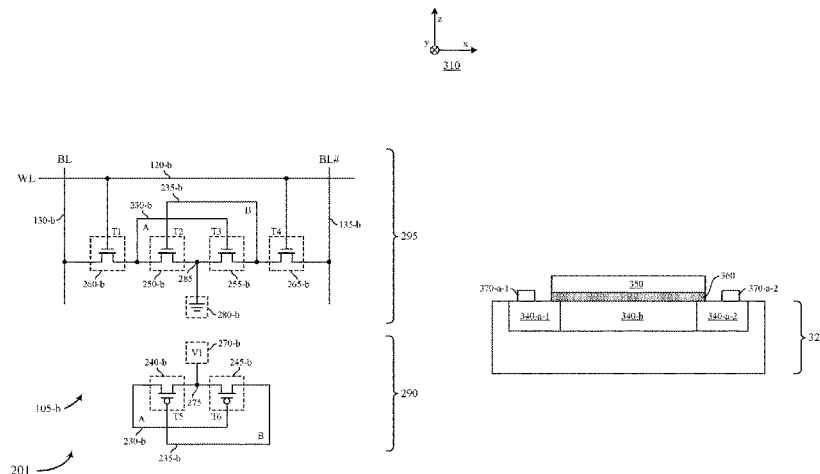 z
y
x
310
BL
BL#
WL
120-b
235-b
230-b
B
A
130-b
135-b
T1
T2
T3
T4
285
260-b
250-b
255-b
265-b
280-b
295
270-b
V1
240-b
245-b
275
T5
T6
A
B
230-b
235-b
290
105-b
201
350
360
370-a-1
370-a-2
340-a-1
340-b
340-a-2
32